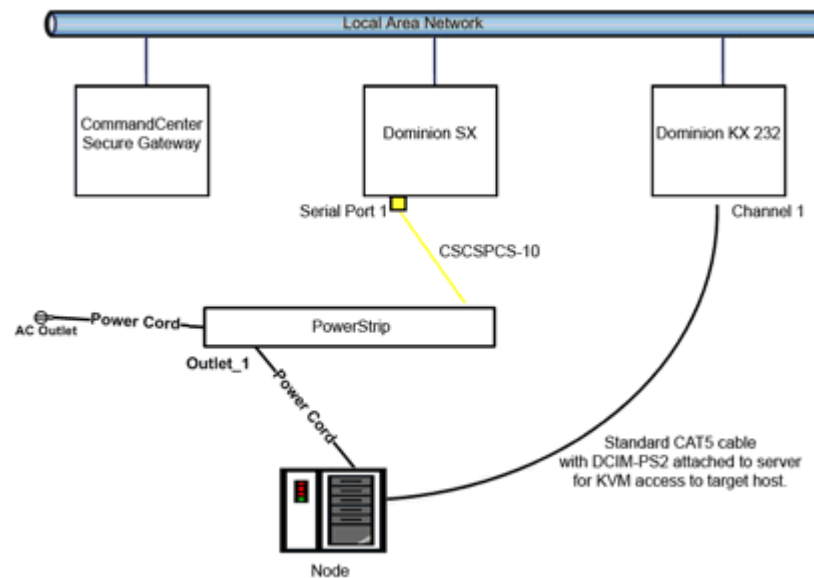 Local Area Network
CommandCenter
Secure Gateway
Dominion SX
Dominion KX 232
Serial Port 1
Channel 1
CSCSPCS-10
Power Cord
AC Outlet
PowerStrip
Outlet_1
Power Cord
Standard CAT5 cable
with DCIM-PS2 attached to server
for KVM access to target host.
Node